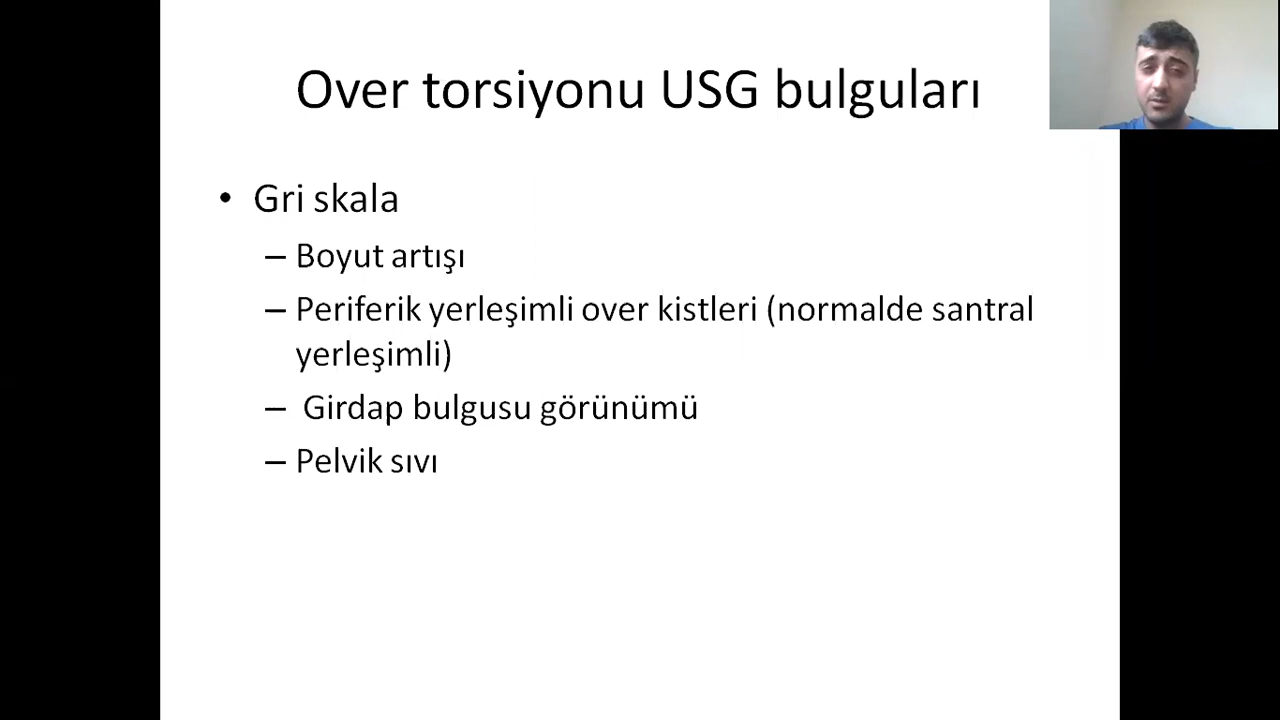 Over torsiyonu USG bulguları
• Gri skala
– Boyut artışı
– Periferik yerleşimli over kistleri (normalde santral
yerleşimli)
– Girdap bulgusu görünümü
– Pelvik sıvı